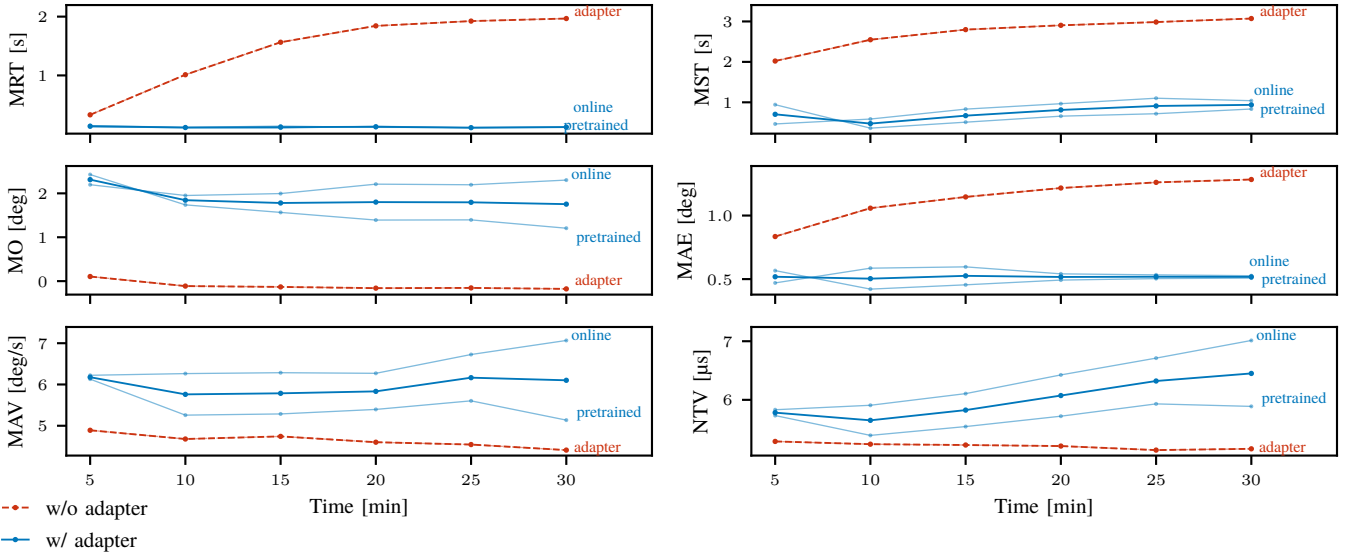 MRT [s]
2
1
adapter
online
pretrained
MST [s]
3
2
1
adapter
online
pretrained
MO [deg]
2
1
0
online
pretrained
adapter
MAE [deg]
1.0
0.5
adapter
online
pretrained
MAV [deg/s]
7
6
5
online
pretrained
adapter
5 10 15 20 25 30
Time [min]
NTV [µs]
7
6
online
pretrained
adapter
5 10 15 20 25 30
Time [min]
w/o adapter
w/ adapter